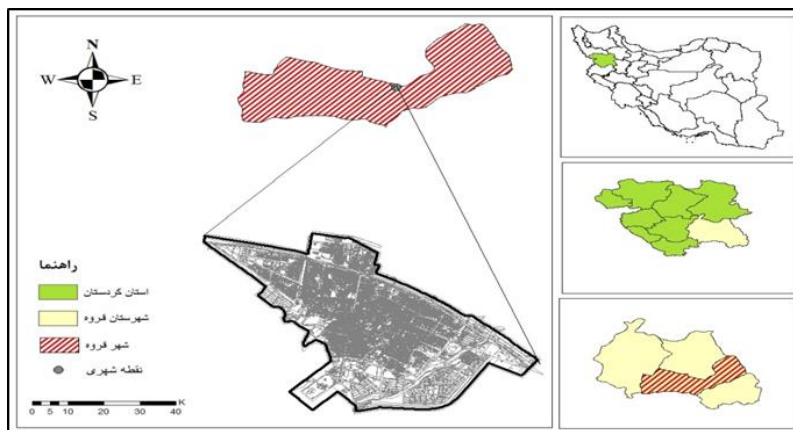 N
W E
S
راهنما
استان کردستان
شهرستان قروه
شهر قروه
نقطه شهری
0 5 10 20 30 40 K